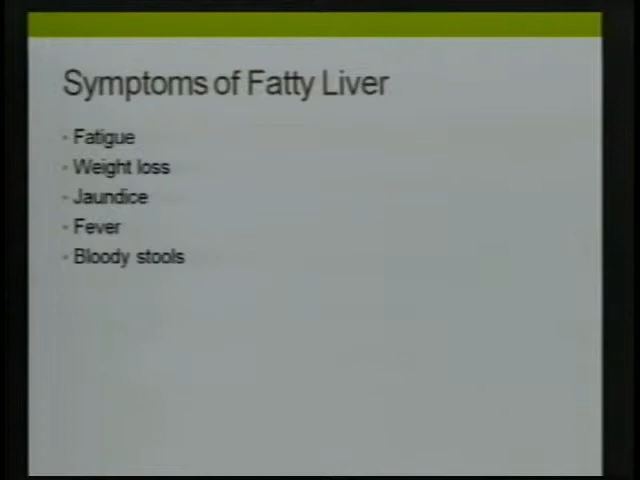 Symptoms of Fatty Liver
- Fatigue
- Weight loss
- Jaundice
- Fever
- Bloody stools